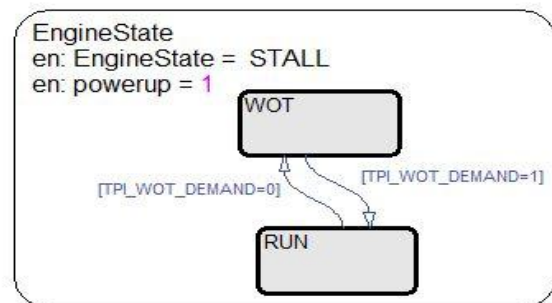 EngineState
en: EngineState = STALL
en: powerup = 1
WOT
[TPI_WOT_DEMAND=0]
[TPI_WOT_DEMAND=1]
RUN